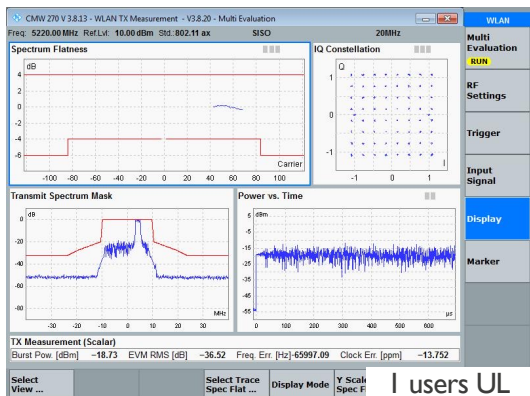 CMW 270 V 3.8.13 - WLAN TX Measurement - V3.8.20 - Multi Evaluation
WLAN
Freq: 5220.00 MHz Ref.Lvl: 10.00 dBm Std.:802.11 ax SISO 20MHz
Multi
Evaluation
RUN
Spectrum Flatness
IQ Constellation
dB
4
2
0
-2
-4
-6
Carrier
-100 -80 -60 -40 -20 0 20 40 60 80 100
Q
1
0
-1
I
-1 0 1
RF
Settings
Trigger
Input
Signal
Transmit Spectrum Mask
Power vs. Time
dB
0
-20
-40
-60
-80
MHz
-30 -20 -10 0 10 20 30
dBm
5
-5
-15
-25
-35
-45
-55
µs
0 100 200 300 400 500 600
Display
Marker
TX Measurement (Scalar)
Burst Pow. [dBm] -18.73 EVM RMS [dB] -36.52 Freq. Err. [Hz]-65997.09 Clock Err. [ppm] -13.752
Select
View ...
Select Trace
Spec Flat ...
Display Mode
Y Scale
Spec F
1 users UL